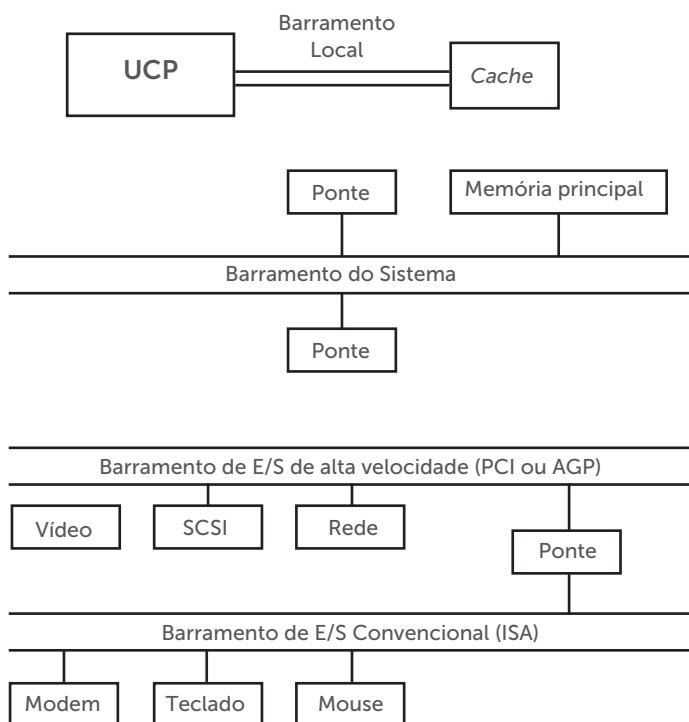 Barramento
Local
UCP
Cache
Ponte
Memória principal
Barramento do Sistema
Ponte
Barramento de E/S de alta velocidade (PCI ou AGP)
Vídeo
SCSI
Rede
Ponte
Barramento de E/S Convencional (ISA)
Modem
Teclado
Mouse